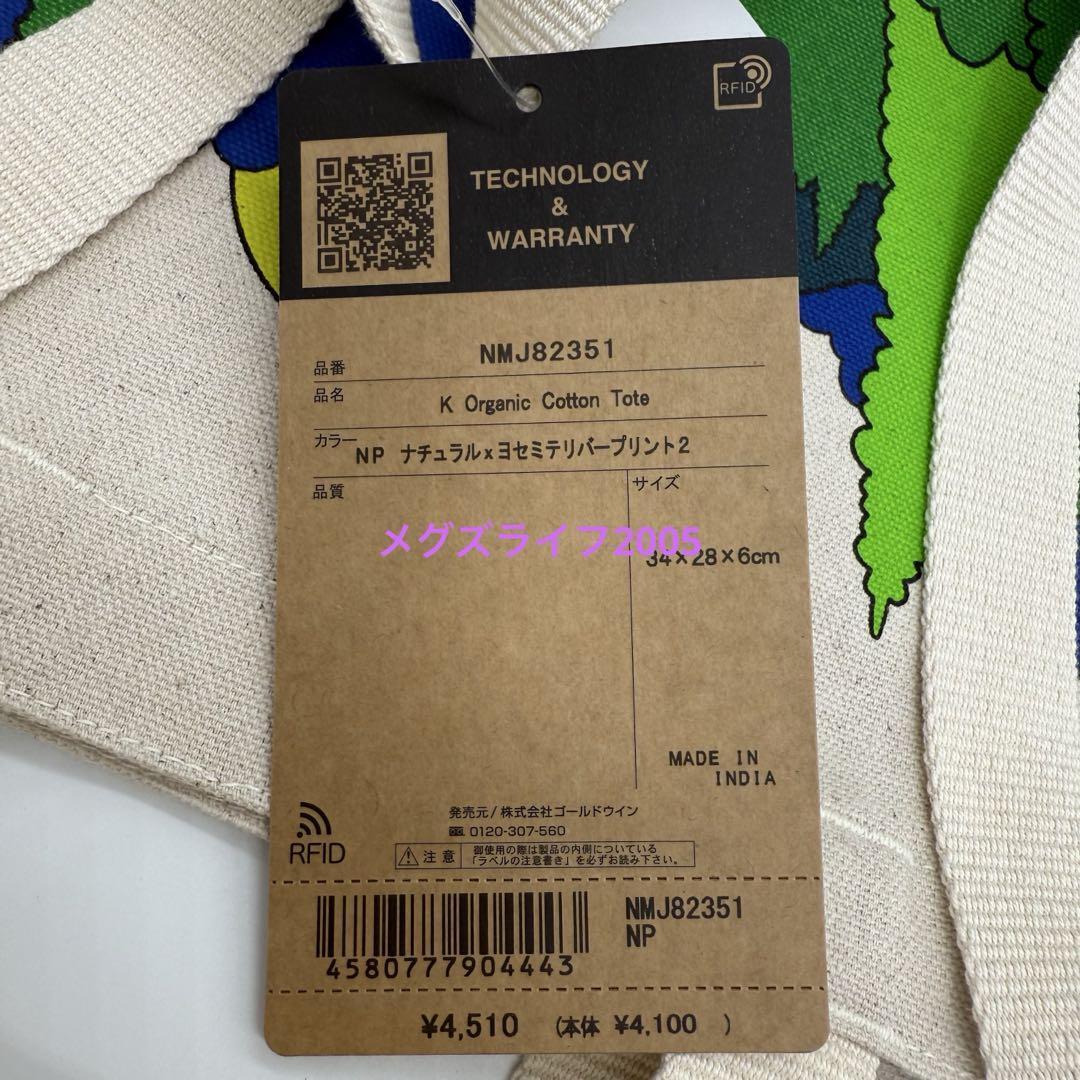 RFID
TECHNOLOGY
&
WARRANTY
品番 NMJ82351
品名 K Organic Cotton Tote
カラー NP ナチュラル×ヨセミテリバープリント2
品質
サイズ
メグズライフ2005
34×28×6cm
MADE IN
INDIA
発売元/株式会社ゴールドウイン
0120-307-560
RFID
注意
御使用の際は製品の内側についている
「ラベルの注意書き」を必ずお読み下さい。
NMJ82351
NP
4580777904443
¥4,510 (本体 ¥4,100 )